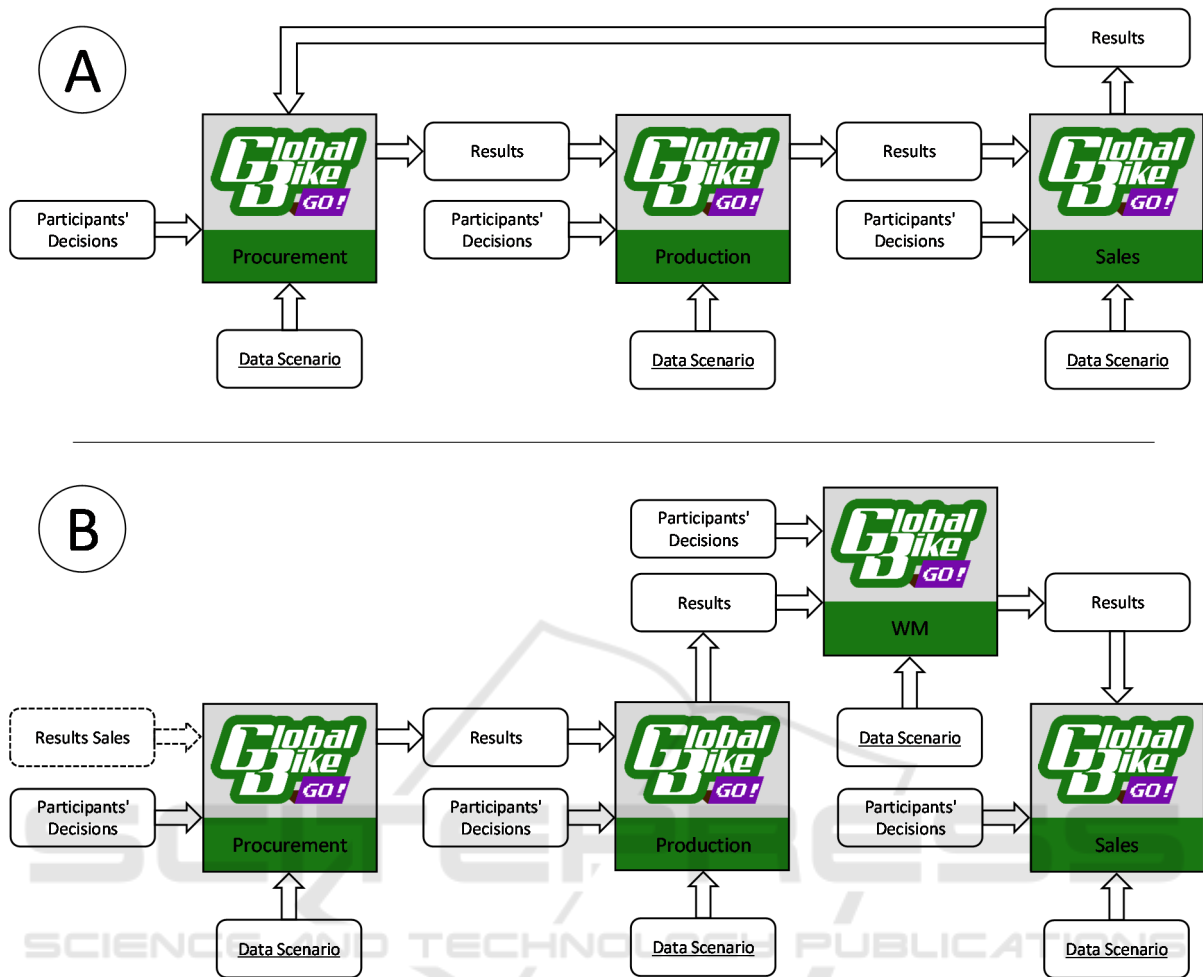 A
Results
Global
Bike
GO!
Procurement
Participants'
Decisions
Data Scenario
Results
Participants'
Decisions
Global
Bike
GO!
Production
Data Scenario
Results
Participants'
Decisions
Global
Bike
GO!
Sales
Data Scenario
B
Participants'
Decisions
Results
Global
Bike
GO!
WM
Data Scenario
Results
Results Sales
Participants'
Decisions
Global
Bike
GO!
Procurement
Data Scenario
Results
Participants'
Decisions
Global
Bike
GO!
Production
Data Scenario
Participants'
Decisions
Global
Bike
GO!
Sales
Data Scenario
SCITEPRESS
SCIENCE AND TECHNOLOGY PUBLICATIONS